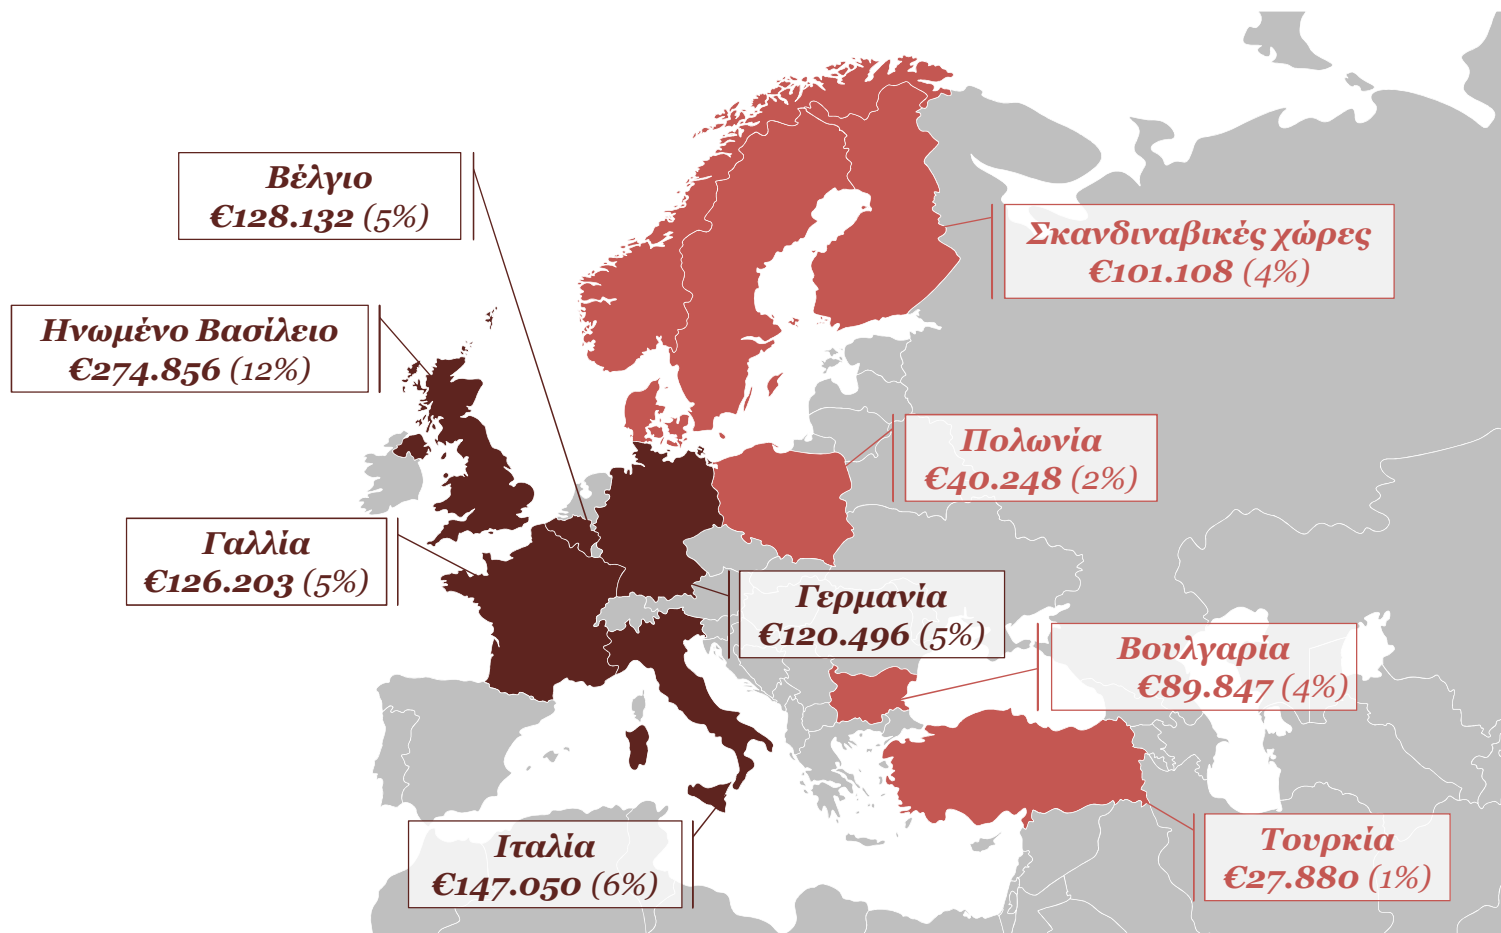 Βέλγιο
€128.132 (5%)
Σκανδιναβικές χώρες
€101.108 (4%)
Ηνωμένο Βασίλειο
€274.856 (12%)
Πολωνία
€40.248 (2%)
Γαλλία
€126.203 (5%)
Γερμανία
€120.496 (5%)
Βουλγαρία
€89.847 (4%)
Ιταλία
€147.050 (6%)
Τουρκία
€27.880 (1%)